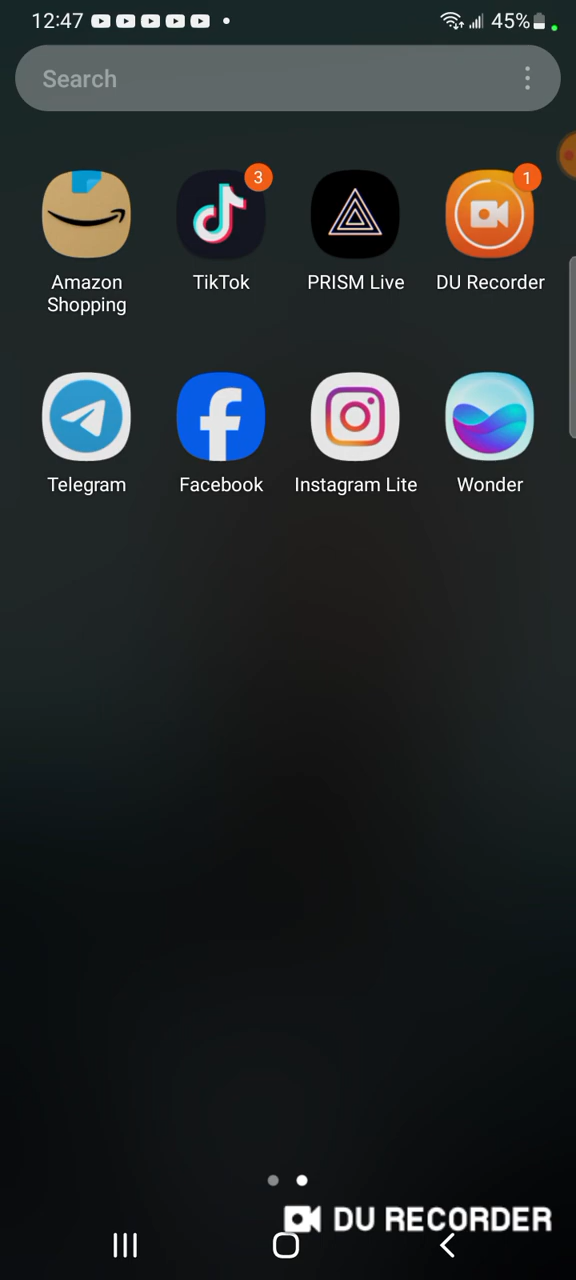 12:47
45%
Search
3
1
Amazon Shopping
TikTok
PRISM Live
DU Recorder
Telegram
Facebook
Instagram Lite
Wonder
DU RECORDER